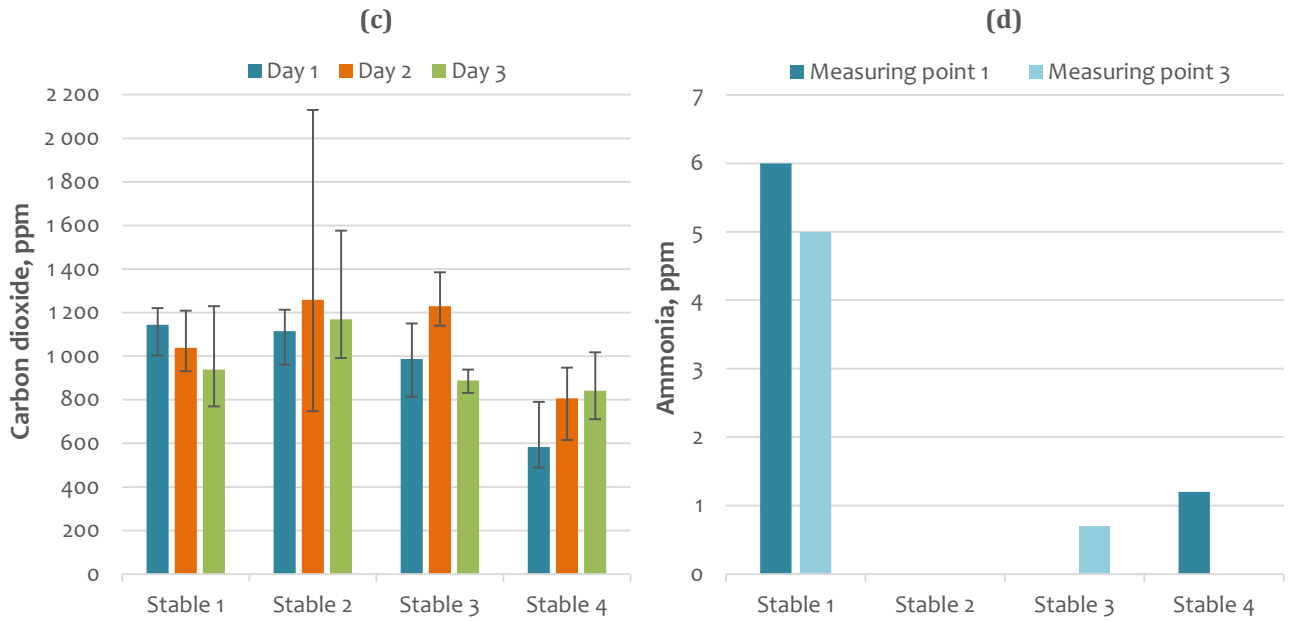 (c)
Day 1 Day 2 Day 3
2 200
2 000
1 800
1 600
1 400
1200
1 000
800
600
400
200
0
Carbon dioxide, ppm
Stable 1 Stable 2 Stable 3 Stable 4
(d)
Measuring point 1 Measuring point 3
7
6
5
4
3
2
1
0
Ammonia, ppm
Stable 1 Stable 2 Stable 3 Stable 4